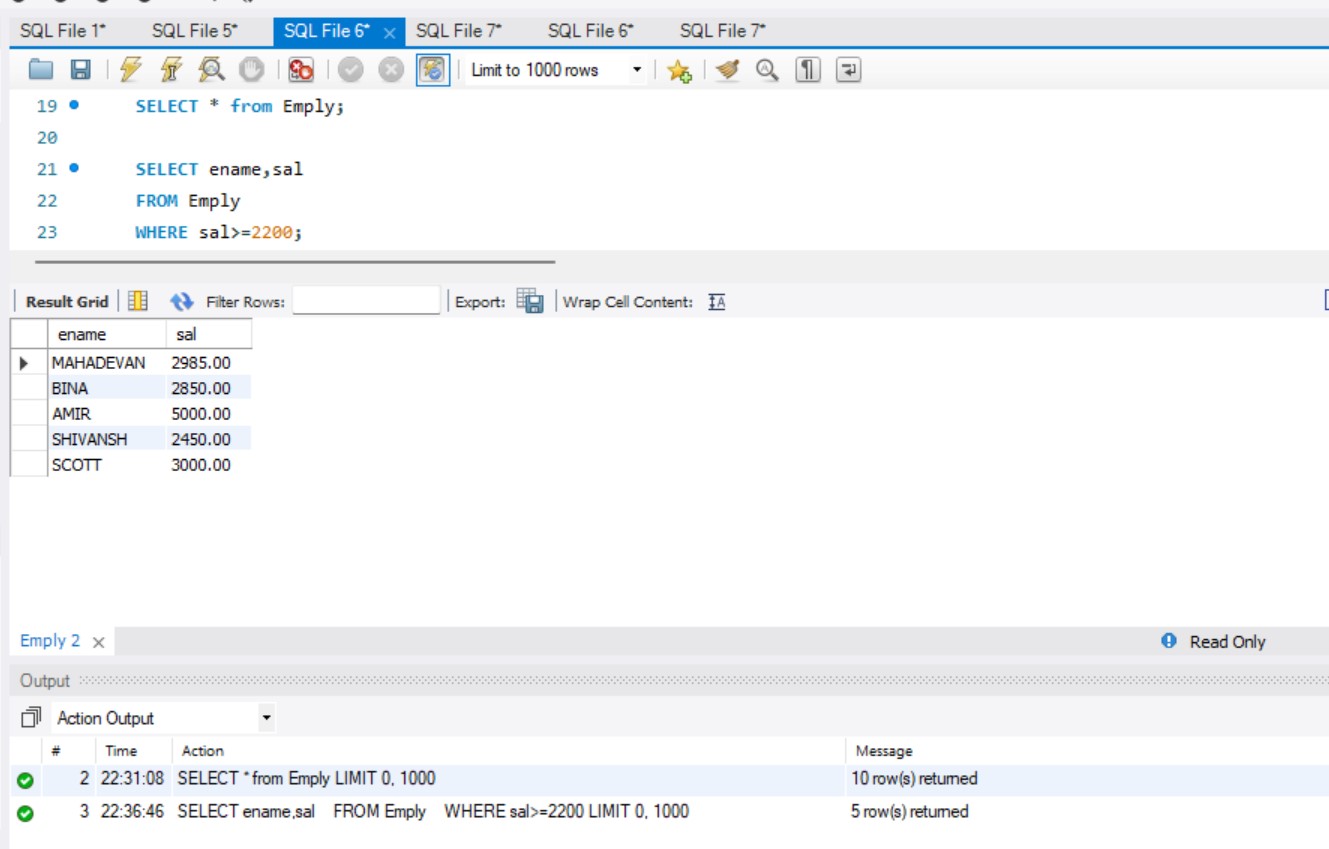 SQL File 1* SQL File 5* SQL File 6* SQL File 7* SQL File 6* SQL File 7*
Limit to 1000 rows
19 SELECT * from Emply;
20
21 SELECT ename,sal
22 FROM Emply
23 WHERE sal>=2200;
Result Grid Filter Rows: Export: Wrap Cell Content:
ename sal
MAHADEVAN 2985.00
BINA 2850.00
AMIR 5000.00
SHIVANSH 2450.00
SCOTT 3000.00
Emply 2 Read Only
Output
Action Output
# Time Action Message
2 22:31:08 SELECT * from Emply LIMIT 0, 1000 10 row(s) returned
3 22:36:46 SELECT ename,sal FROM Emply WHERE sal>=2200 LIMIT 0, 1000 5 row(s) returned